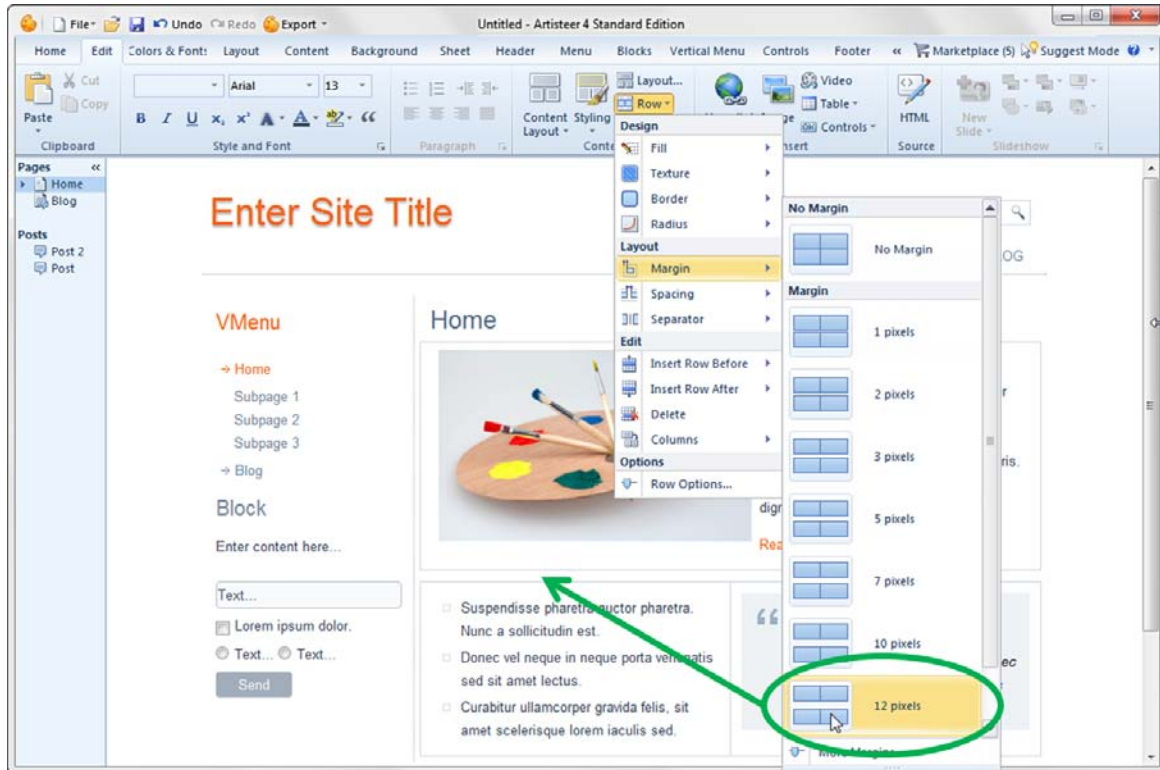 File Undo Redo Export Untitled - Artisteer 4 Standard Edition
Home Edit Colors & Font: Layout Content Background Sheet Header Menu Blocks Vertical Menu Controls Footer « Marketplace (5) Suggest Mode
Paste
Cut
Copy
Clipboard
Arial 13
B I U x, x'
Style and Font
Paragraph
Content Layout
Styling
Layout...
Row
Video
Table
Controls
HTML
Source
New Slide
Slideshow
Pages «
Home
Blog
Posts
Post 2
Post
Enter Site Title
VMenu
Home
Subpage 1
Subpage 2
Subpage 3
Blog
Block
Enter content here...
Text...
Lorem ipsum dolor.
Text... Text...
Send
Home
Suspendisse pharetra auctor pharetra.
Nunc a sollicitudin est.
Donec vel neque in neque porta venenatis
sed sit amet lectus.
Curabitur ullamcorper gravida felis, sit
amet scelerisque lorem iaculis sed.
Design
Fill
Texture
Border
Radius
Layout
Margin
Spacing
Separator
Edit
Insert Row Before
Insert Row After
Delete
Columns
Options
Row Options...
No Margin
No Margin
Margin
1 pixels
2 pixels
3 pixels
5 pixels
7 pixels
10 pixels
12 pixels
More Margins